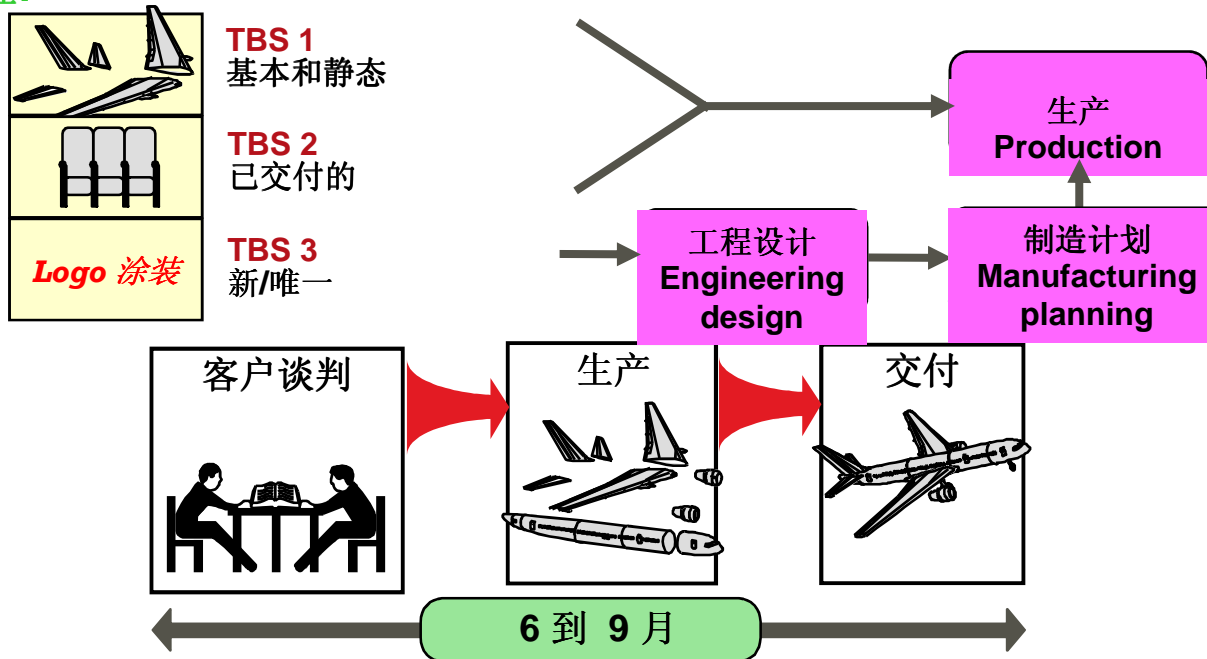 TBS 1
基本和静态
TBS 2
已交付的
Logo 涂装
TBS 3
新/唯一
生产
Production
工程设计
Engineering
design
制造计划
Manufacturing
planning
客户谈判
生产
交付
6 到 9 月